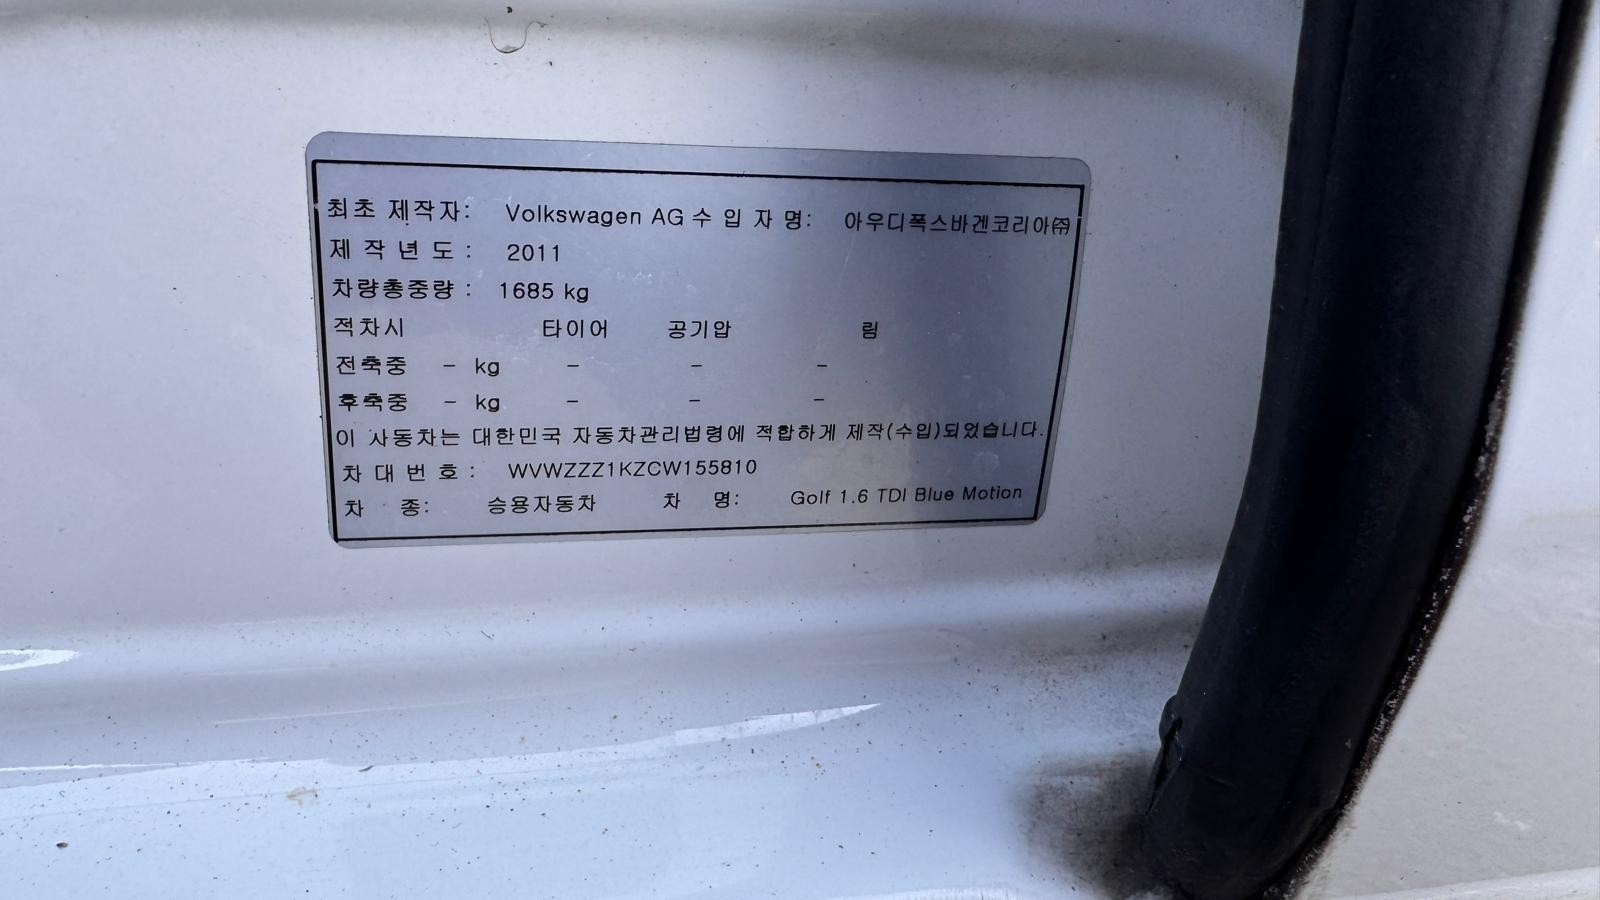 최초 제작자: Volkswagen AG 수 입 자 명: 아우디폭스바겐코리아㈜
제 작 년 도 : 2011
차량총중량 : 1685 kg
적차시 타이어 공기압 림
전축중 - kg - - -
후축중 - kg - - -
이 사동차는 대한민국 자동차관리법령에 적합하게 제작(수입)되었습니다.
차 대 번 호 : WVWZZZ1KZCW155810
차 종: 승용자동차 차 명: Golf 1.6 TDI Blue Motion